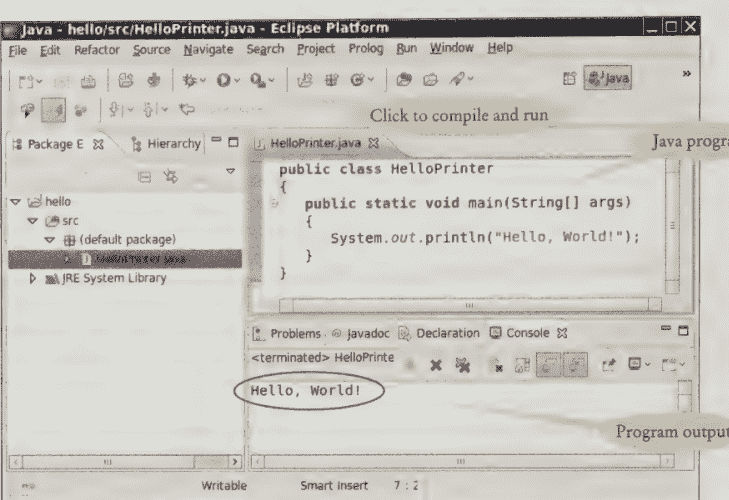 Java - hello/src/HelloPrinter.java - Eclipse Platform
File Edit Refactor Source Navigate Search Project Prolog Run Window Help
Java
»
Click to compile and run
Package E
Hierarchy
HelloPrinter.java
Java progra
public class HelloPrinter
{
public static void main(String[] args)
{
System.out.println("Hello, World!");
}
}
hello
src
(default package)
HelloPrinter.java
JRE System Library
Problems @ Javadoc Declaration Console
<terminated> HelloPrinte
Hello, World!
Program output
Writable Smart Insert 7 : 2